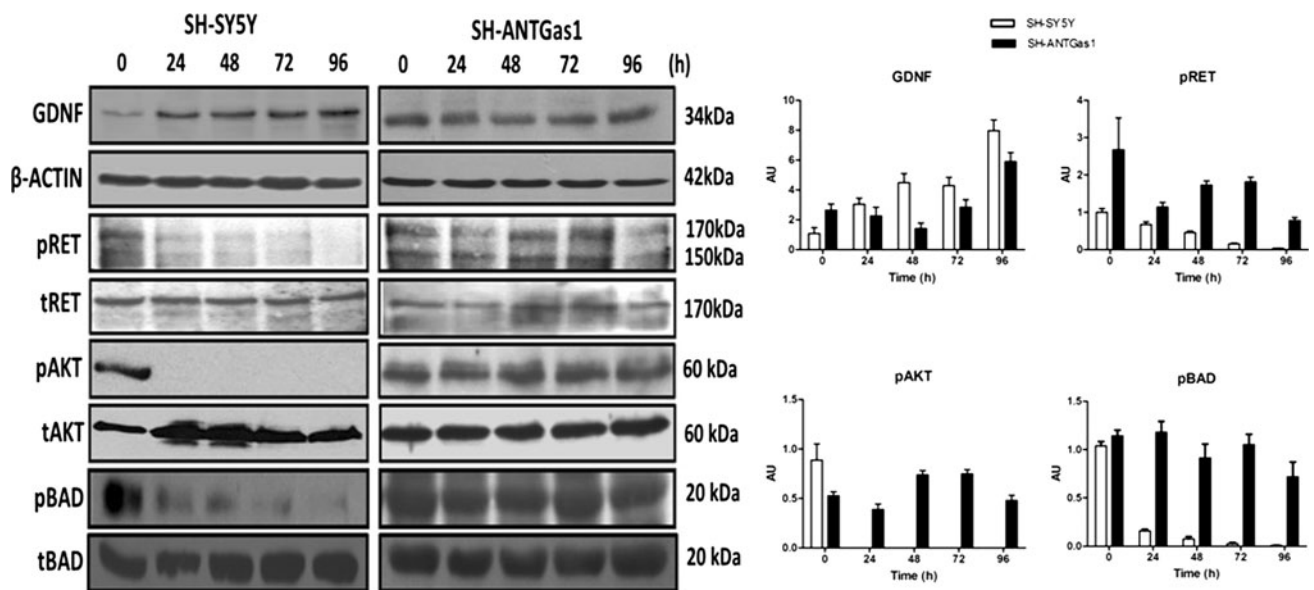 SH-SY5Y
SH-ANTGas1
0 24 48 72 96
0 24 48 72 96 (h)
GDNF
34kDa
β-ACTIN
42kDa
pRET
170kDa
150kDa
tRET
170kDa
pAKT
60 kDa
tAKT
60 kDa
pBAD
20 kDa
tBAD
20 kDa
SH-SY5Y
SH-ANTGas1
GDNF
AU
10
8
6
4
2
0
0 24 48 72 96
Time (h)
pRET
AU
4
3
2
1
0
0 24 48 72 96
Time (h)
pAKT
AU
1.5
1.0
0.5
0.0
0 24 48 72 96
Time (h)
pBAD
AU
1.5
1.0
0.5
0.0
0 24 48 72 96
Time (h)